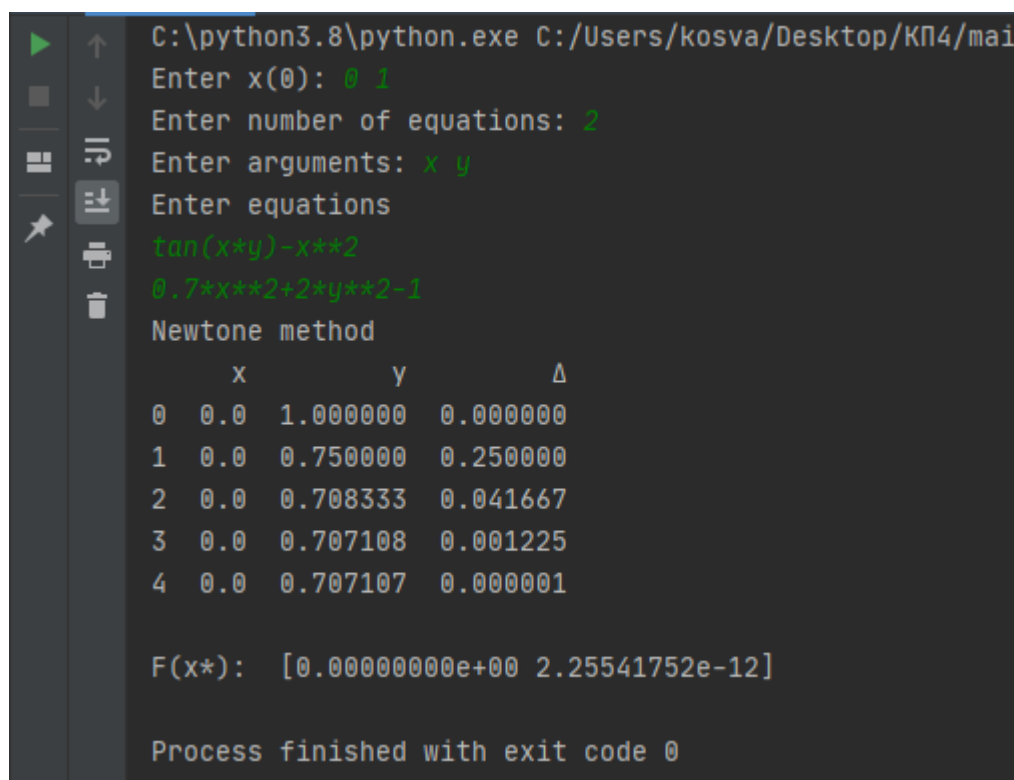 C:\python3.8\python.exe C:/Users/kosva/Desktop/КП4/mai
Enter x(0): 0 1
Enter number of equations: 2
Enter arguments: x y
Enter equations
tan(x*y)-x**2
0.7*x**2+2*y**2-1
Newtone method
x y Δ
0 0.0 1.000000 0.000000
1 0.0 0.750000 0.250000
2 0.0 0.708333 0.041667
3 0.0 0.707108 0.001225
4 0.0 0.707107 0.000001
F(x*): [0.00000000e+00 2.25541752e-12]
Process finished with exit code 0